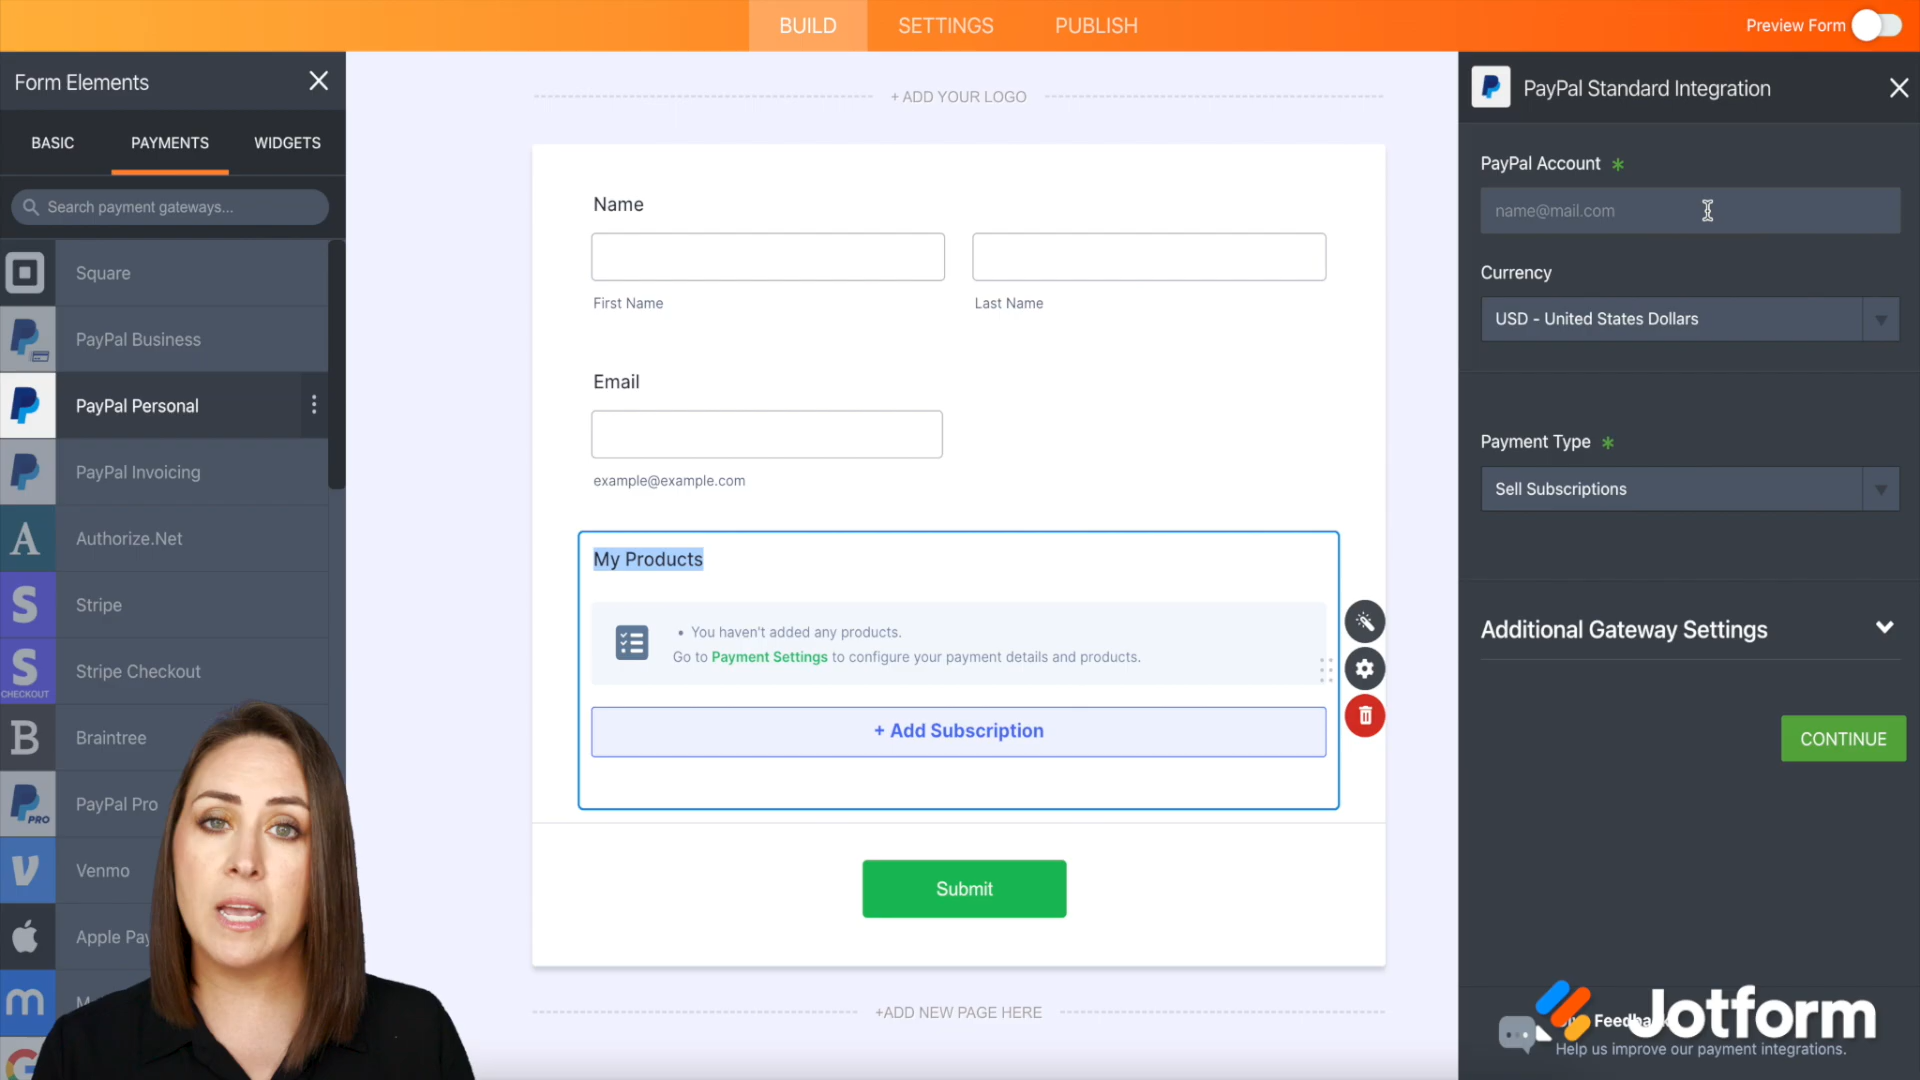 BUILD
SETTINGS
PUBLISH
Preview Form
Form Elements
BASIC
PAYMENTS
WIDGETS
Search payment gateways...
Square
PayPal Business
PayPal Personal
PayPal Invoicing
Authorize.Net
Stripe
CHECKOUT
Stripe Checkout
Braintree
PRO
PayPal Pro
Venmo
Apple Pay
+ ADD YOUR LOGO
Name
First Name
Last Name
Email
example@example.com
My Products
• You haven't added any products.
Go to Payment Settings to configure your payment details and products.
+ Add Subscription
Submit
+ADD NEW PAGE HERE
PayPal Standard Integration
PayPal Account *
name@mail.com
Currency
USD - United States Dollars
Payment Type *
Sell Subscriptions
Additional Gateway Settings
CONTINUE
Jotform
Help us improve our payment integrations.